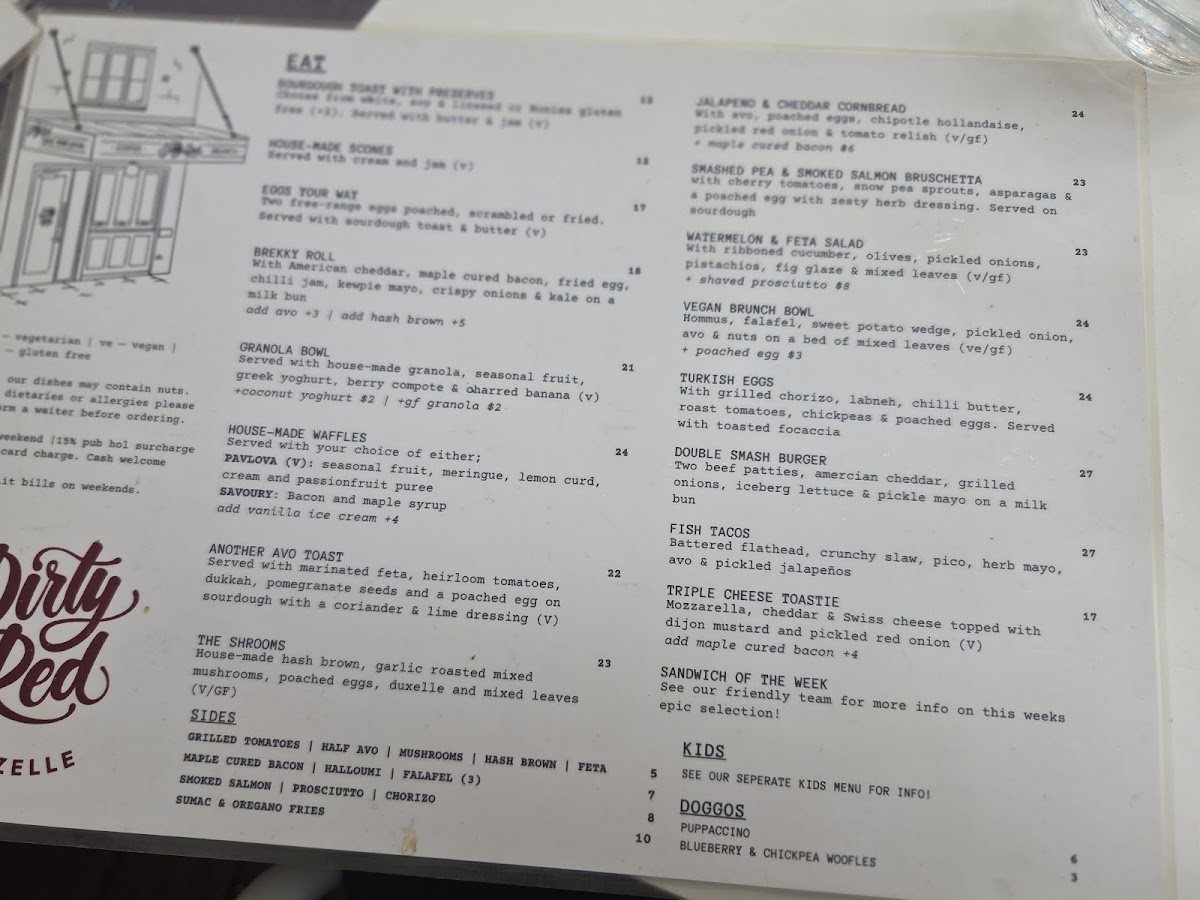 EAT
SOURDOUGH TOAST WITH PRESERVES
Choose from white, soy & linseed or Nonies gluten 13
free (+2). Served with butter & jam (v)
HOUSE-MADE SCONES
Served with cream and jam (v) 12
EGGS YOUR WAY
Two free-range eggs poached, scrambled or fried. 17
Served with sourdough toast & butter (v)
BREKKY ROLL
With American cheddar, maple cured bacon, fried egg, 18
chilli jam, kewpie mayo, crispy onions & kale on a
milk bun
add avo +3 | add hash brown +5
GRANOLA BOWL
Served with house-made granola, seasonal fruit, 21
greek yoghurt, berry compote & charred banana (v)
+coconut yoghurt $2 | +gf granola $2
HOUSE-MADE WAFFLES
Served with your choice of either; 24
PAVLOVA (V): seasonal fruit, meringue, lemon curd,
cream and passionfruit puree
SAVOURY: Bacon and maple syrup
add vanilla ice cream +4
ANOTHER AVO TOAST
Served with marinated feta, heirloom tomatoes, 22
dukkah, pomegranate seeds and a poached egg on
sourdough with a coriander & lime dressing (V)
THE SHROOMS
House-made hash brown, garlic roasted mixed 23
mushrooms, poached eggs, duxelle and mixed leaves
(V/GF)
SIDES
GRILLED TOMATOES | HALF AVO | MUSHROOMS | HASH BROWN | FETA 5
MAPLE CURED BACON | HALLOUMI | FALAFEL (3) 7
SMOKED SALMON | PROSCIUTTO | CHORIZO 8
SUMAC & OREGANO FRIES 10
JALAPENO & CHEDDAR CORNBREAD 24
With avo, poached eggs, chipotle hollandaise,
pickled red onion & tomato relish (v/gf)
+ maple cured bacon $6
SMASHED PEA & SMOKED SALMON BRUSCHETTA 23
with cherry tomatoes, snow pea sprouts, asparagus &
a poached egg with zesty herb dressing. Served on
sourdough
WATERMELON & FETA SALAD 23
With ribboned cucumber, olives, pickled onions,
pistachios, fig glaze & mixed leaves (v/gf)
+ shaved prosciutto $8
VEGAN BRUNCH BOWL 24
Hommus, falafel, sweet potato wedge, pickled onion,
avo & nuts on a bed of mixed leaves (ve/gf)
+ poached egg $3
TURKISH EGGS 24
With grilled chorizo, labneh, chilli butter,
roast tomatoes, chickpeas & poached eggs. Served
with toasted focaccia
DOUBLE SMASH BURGER 27
Two beef patties, amercian cheddar, grilled
onions, iceberg lettuce & pickle mayo on a milk
bun
FISH TACOS 27
Battered flathead, crunchy slaw, pico, herb mayo,
avo & pickled jalapeños
TRIPLE CHEESE TOASTIE 17
Mozzarella, cheddar & Swiss cheese topped with
dijon mustard and pickled red onion (V)
add maple cured bacon +4
SANDWICH OF THE WEEK
See our friendly team for more info on this weeks
epic selection!
KIDS
SEE OUR SEPERATE KIDS MENU FOR INFO!
DOGGOS
PUPPACCINO 6
BLUEBERRY & CHICKPEA WOOFLES 3
— vegetarian | ve — vegan |
— gluten free
our dishes may contain nuts.
dietaries or allergies please
a waiter before ordering.
weekend |15% pub hol surcharge
card charge. Cash welcome
bills on weekends.
Dirty
Red
ZELLE